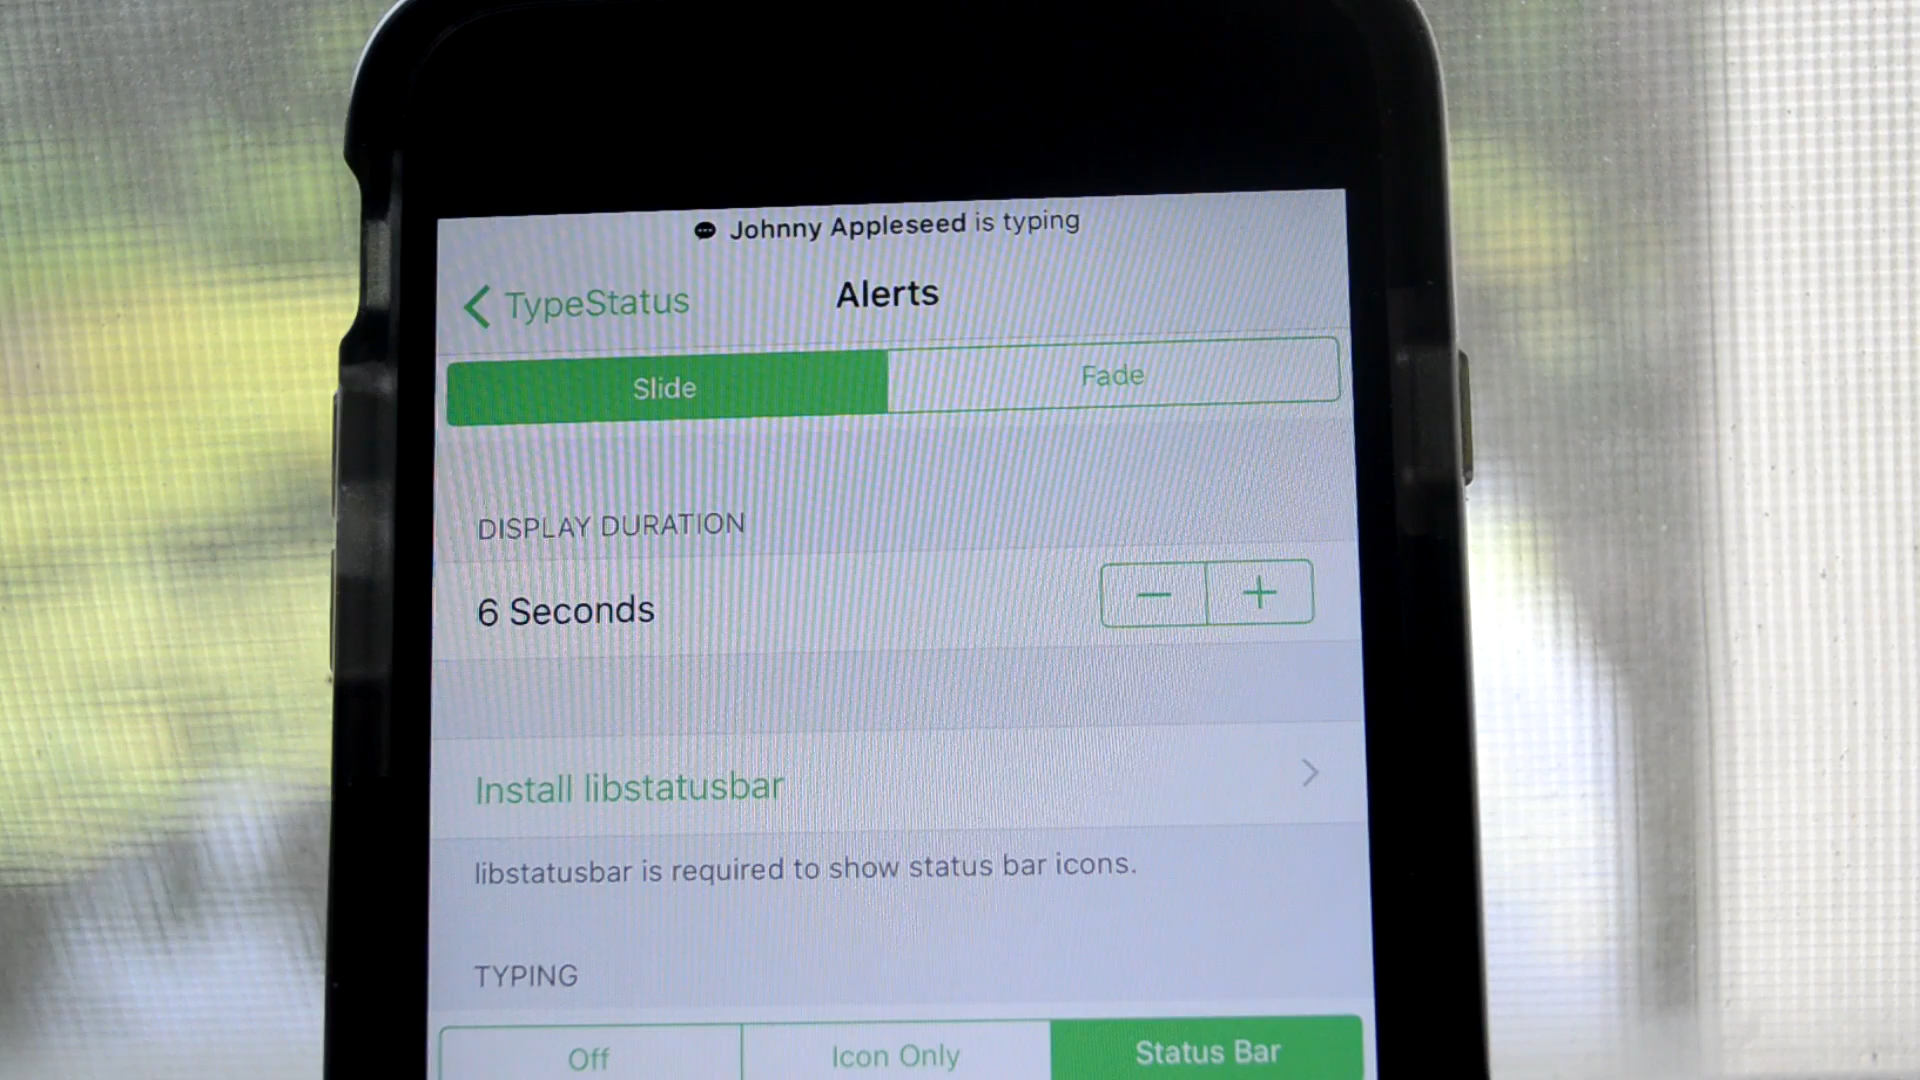 Johnny Appleseed is typing
TypeStatus
Alerts
Slide
Fade
DISPLAY DURATION
6 Seconds
− +
Install libstatusbar
libstatusbar is required to show status bar icons.
TYPING
Off
Icon Only
Status Bar